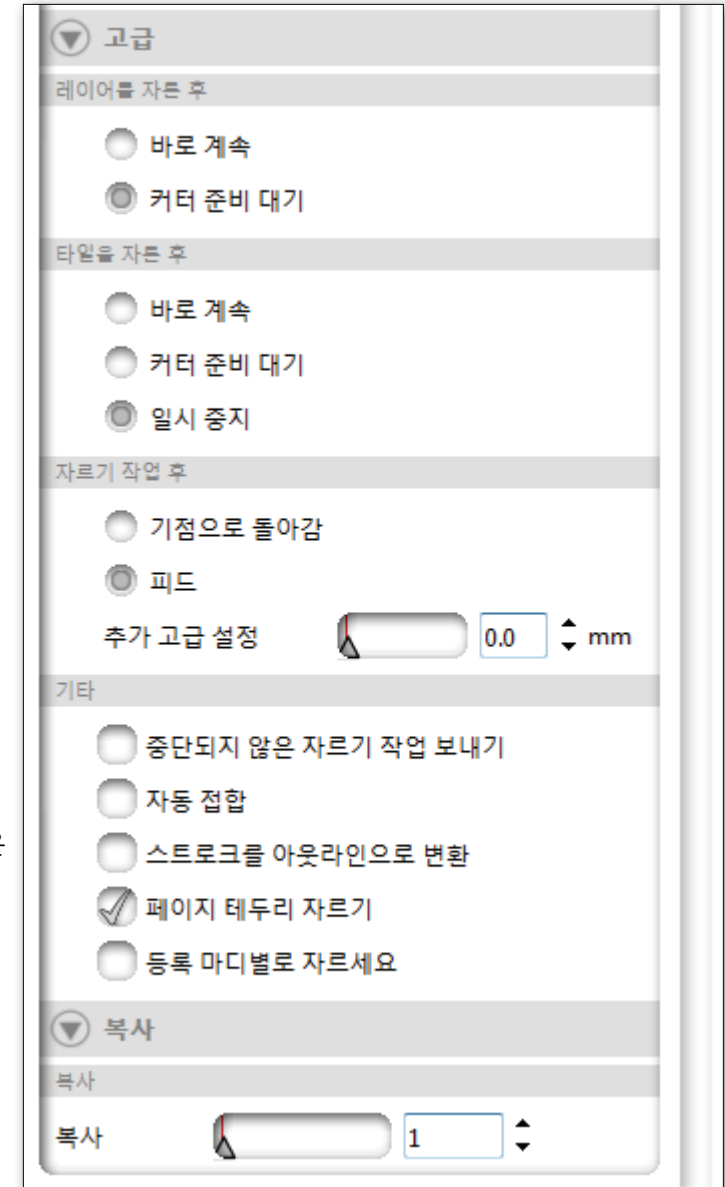 고급
레이어를 자른 후
바로 계속
커터 준비 대기
타일을 자른 후
바로 계속
커터 준비 대기
일시 중지
자르기 작업 후
기점으로 돌아감
피드
추가 고급 설정 0.0 mm
기타
중단되지 않은 자르기 작업 보내기
자동 접합
스트로크를 아웃라인으로 변환
페이지 테두리 자르기
등록 마디별로 자르세요
복사
복사
복사 1